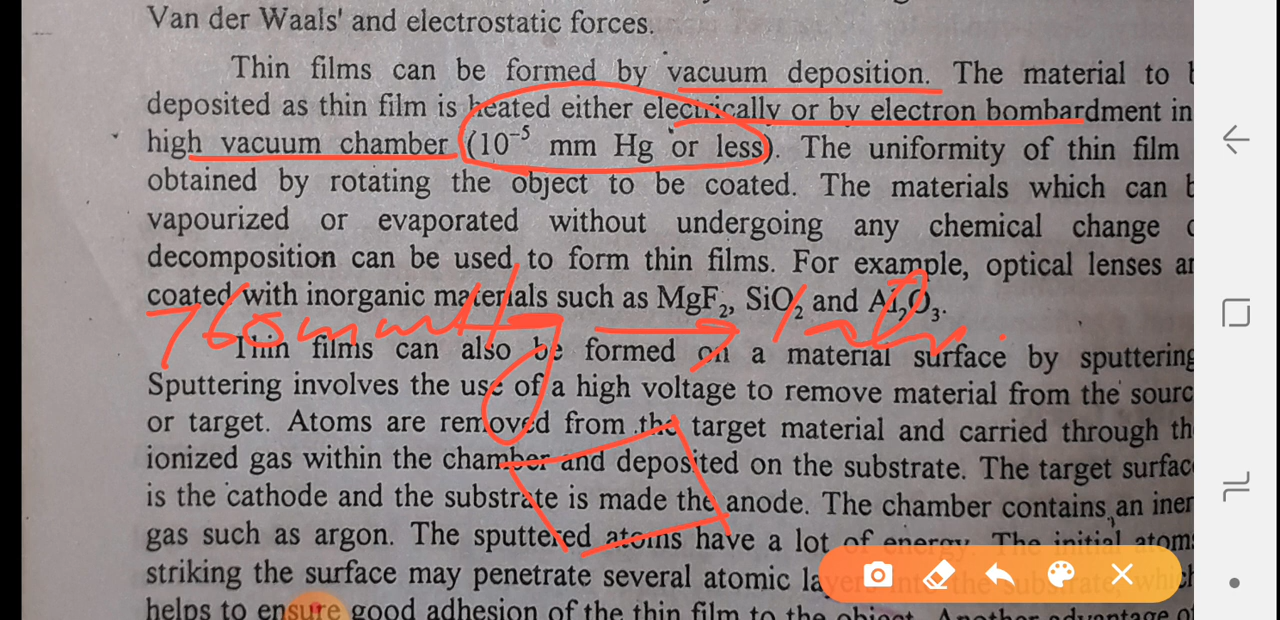 Van der Waals' and electrostatic forces.
Thin films can be formed by vacuum deposition. The material to
deposited as thin film is heated either electrically or by electron bombardment in
high vacuum chamber (10⁻⁵ mm Hg or less). The uniformity of thin film
obtained by rotating the object to be coated. The materials which can
vapourized or evaporated without undergoing any chemical change
decomposition can be used to form thin films. For example, optical lenses
coated with inorganic materials such as MgF₂, SiO₂ and Al₂O₃.
760 mm Hg → 1 atm.
Thin films can also be formed on a material surface by sputtering
Sputtering involves the use of a high voltage to remove material from the
or target. Atoms are removed from the target material and carried through
ionized gas within the chamber and deposited on the substrate. The target
is the cathode and the substrate is made the anode. The chamber contains an
gas such as argon. The sputtered atoms have a lot of energy. The initial
striking the surface may penetrate several atomic layers into the substrate,
helps to ensure good adhesion of the thin film to the object. Another advantage